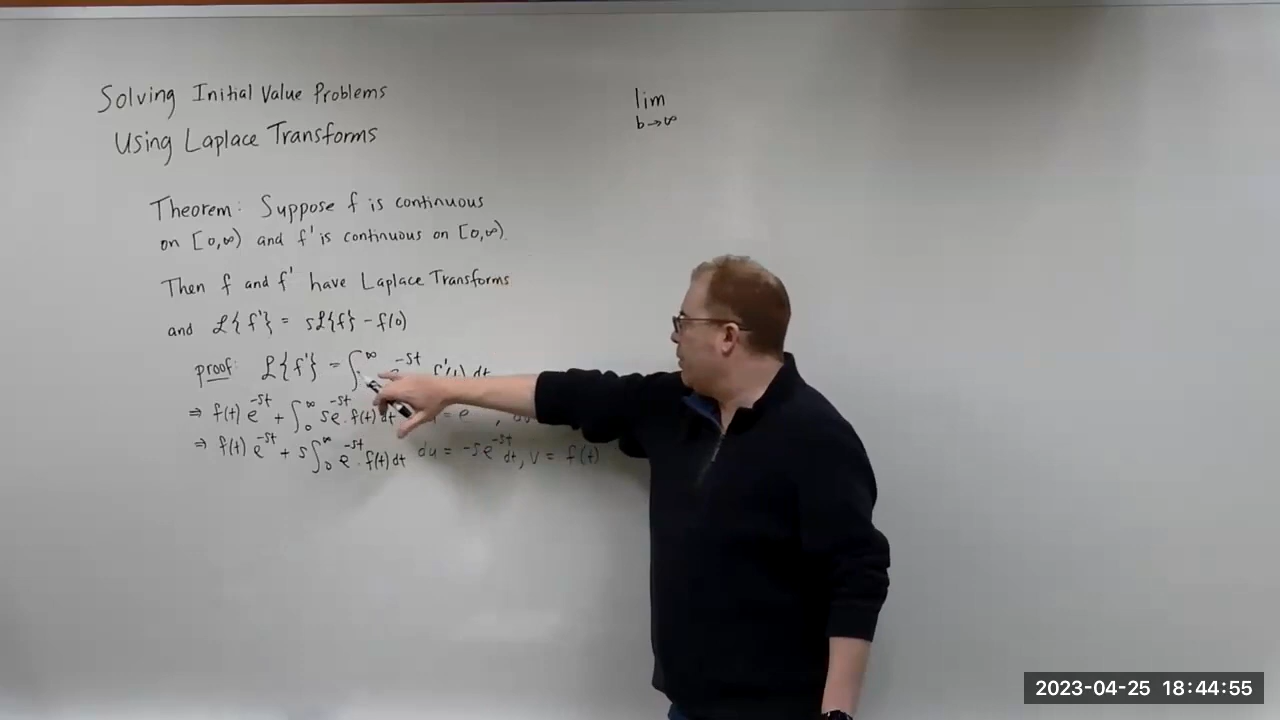 Solving Initial Value Problems
Using Laplace Transforms
lim
b→∞
Theorem: Suppose f is continuous
on [0,∞) and f' is continuous on [0,∞).
Then f and f' have Laplace Transforms
and ℒ{f'} = sℒ{f} - f(0)
proof: ℒ{f'} = ∫ ∞ -st dt
⇒ f(t) e^-st + ∫₀^∞ se^-st · f(t) dt = e ,
⇒ f(t) e^-st + s∫₀^∞ e^-st · f(t) dt du = -se^-st dt, v = f(t)
2023-04-25 18:44:55